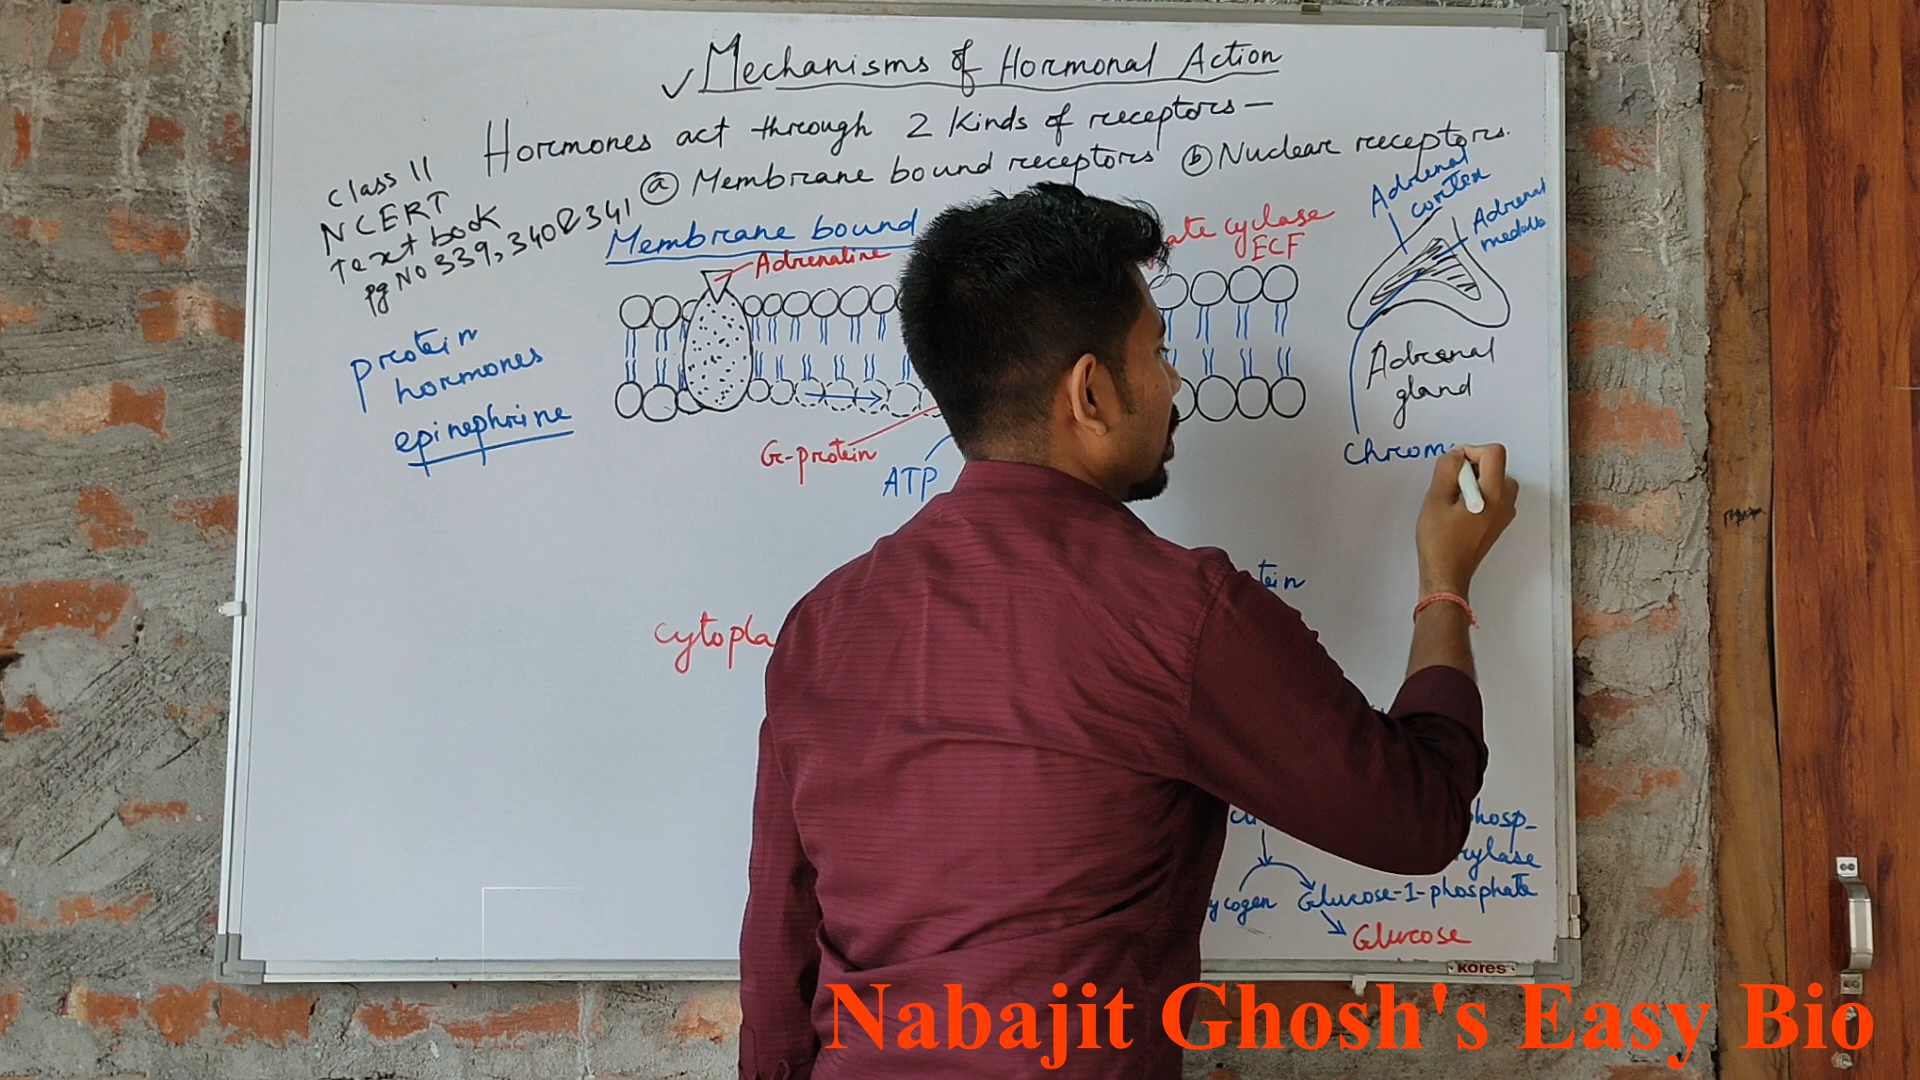 Mechanisms of Hormonal Action
Hormones act through 2 kinds of receptors —
(a) Membrane bound receptors (b) Nuclear receptors.
Class 11
NCERT
Text book
pg No 339, 340 & 341
Membrane bound
Adrenaline
ate cyclase
ECF
Adrenal
cortex
Adrenal
medulla
protein
hormones
epinephrine
G-protein
ATP
Adrenal
gland
Chrom
tein
cytopla
phosp-
rylase
ycogen Glucose-1-phosphate
Glucose
kores
Nabajit Ghosh's Easy Bio